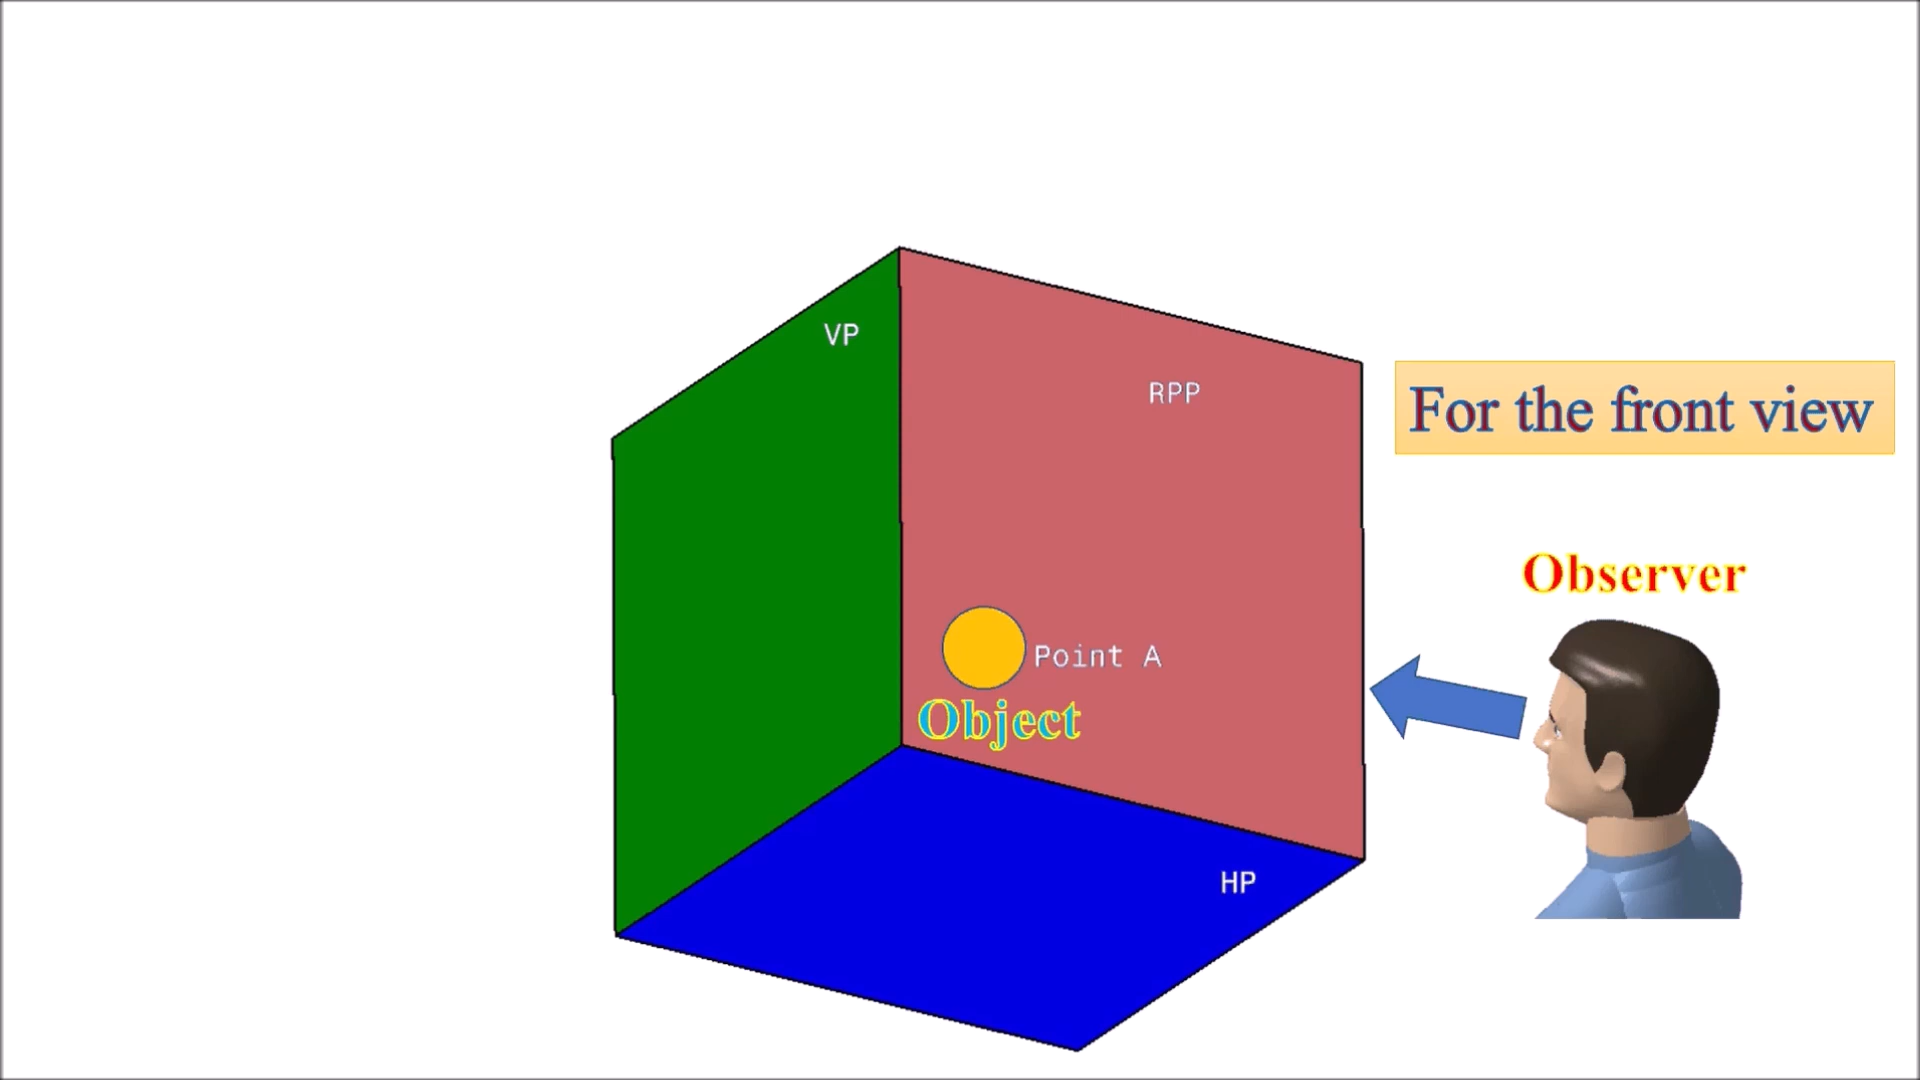 VP
RPP
For the front view
Observer
Point A
Object
HP